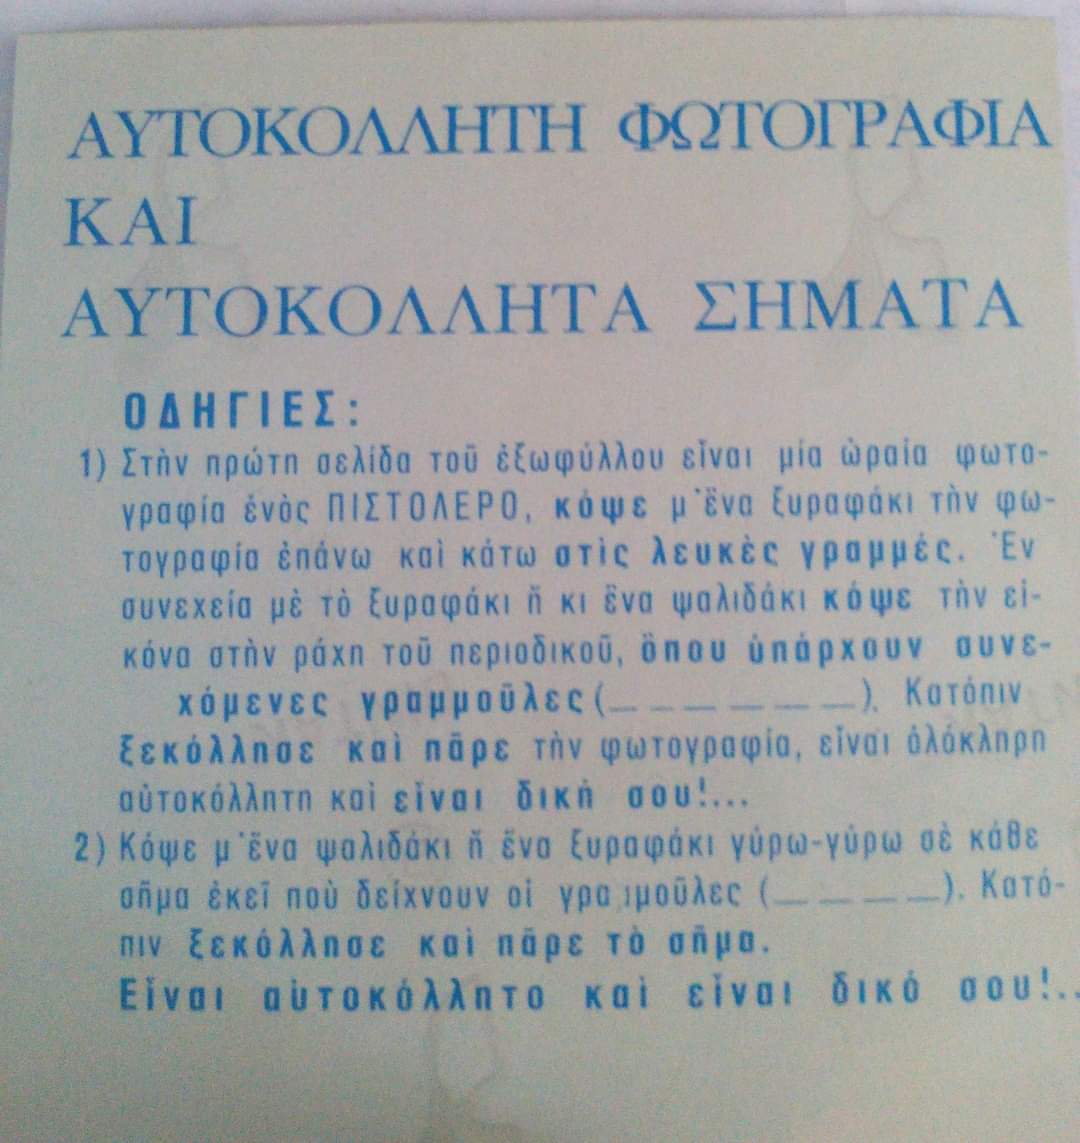 ΑΥΤΟΚΟΛΛΗΤΗ ΦΩΤΟΓΡΑΦΙΑ
ΚΑΙ
ΑΥΤΟΚΟΛΛΗΤΑ ΣΗΜΑΤΑ
ΟΔΗΓΙΕΣ:
1) Στὴν πρώτη σελίδα τοῦ ἐξωφύλλου εἶναι μία ὡραία φωτο-
γραφία ἑνὸς ΠΙΣΤΟΛΕΡΟ, κόψε μ᾿ἕνα ξυραφάκι τὴν φω-
τογραφία ἐπάνω καὶ κάτω στὶς λευκὲς γραμμές. Ἐν
συνεχεία μὲ τὸ ξυραφάκι ἤ κι ἕνα ψαλιδάκι κόψε τὴν εἰ-
κόνα στὴν ράχη τοῦ περιοδικοῦ, ὅπου ὑπάρχουν συνε-
χόμενες γραμμοῦλες (_ _ _ _ _ _ _). Κατόπιν
ξεκόλλησε καὶ πᾶρε τὴν φωτογραφία, εἶναι ὁλόκληρη
αὐτοκόλλητη καὶ εἶναι δική σου!...
2) Κόψε μ᾿ἕνα ψαλιδάκι ἤ ἕνα ξυραφάκι γύρω-γύρω σὲ κάθε
σῆμα ἐκεῖ ποὺ δείχνουν οἱ γραμμοῦλες (_ _ _ _ _). Κατό-
πιν ξεκόλλησε καὶ πᾶρε τὸ σῆμα.
Εἶναι αὐτοκόλλητο καὶ εἶναι δικό σου!..